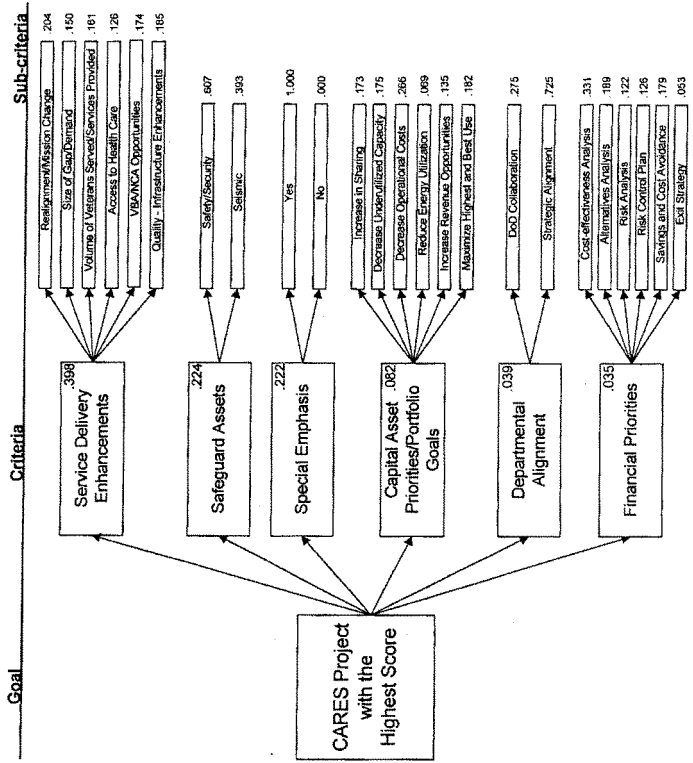 Goal
Criteria
Sub-criteria
CARES Project
with the
Highest Score
.398
Service Delivery
Enhancements
Realignment/Mission Change .204
Size of Gap/Demand .150
Volume of Veterans Served/Services Provided .161
Access to Health Care .126
VBA/NCA Opportunities .174
Quality - Infrastructure Enhancements .185
.224
Safeguard Assets
Safety/Security .607
Seismic .393
.222
Special Emphasis
Yes 1.000
No .000
Capital Asset .082
Priorities/Portfolio
Goals
Increase in Sharing .173
Decrease Underutilized Capacity .175
Decrease Operational Costs .266
Reduce Energy Utilization .069
Increase Revenue Opportunities .135
Maximize Highest and Best Use .182
.039
Departmental
Alignment
DoD Collaboration .275
Strategic Alignment .725
.035
Financial Priorities
Cost-effectiveness Analysis .331
Alternatives Analysis .189
Risk Analysis .122
Risk Control Plan .126
Savings and Cost Avoidance .179
Exit Strategy .053